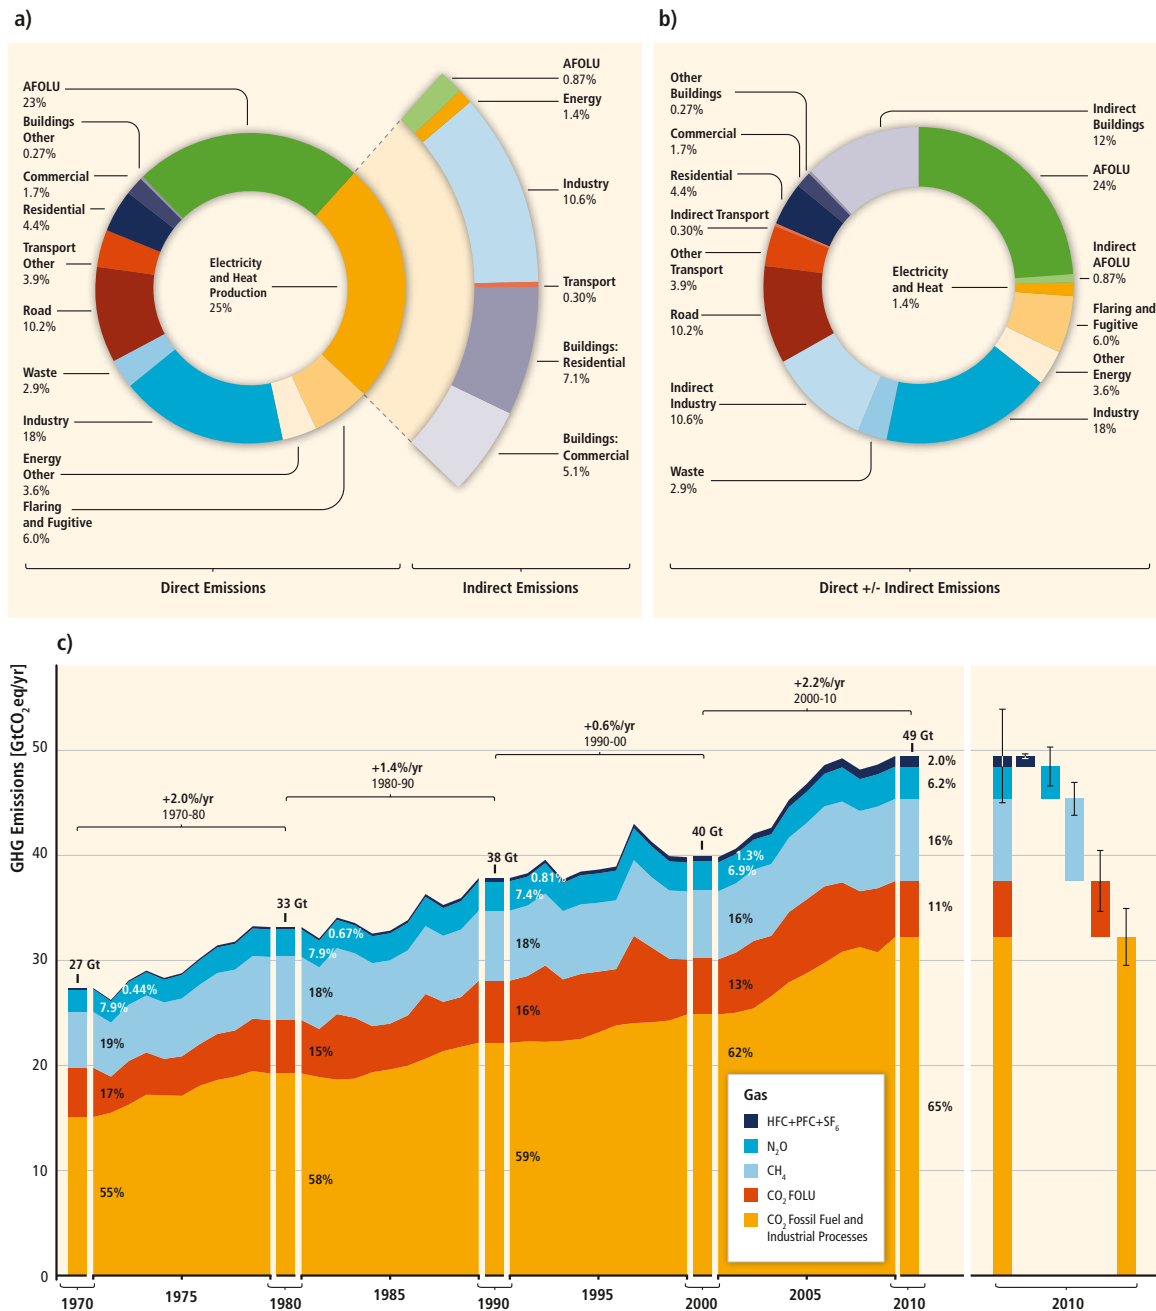 a)
AFOLU
23%
Buildings
Other
0.27%
Commercial
1.7%
Residential
4.4%
Transport
Other
3.9%
Road
10.2%
Waste
2.9%
Industry
18%
Energy
Other
3.6%
Flaring
and Fugitive
6.0%
Electricity
and Heat
Production
25%
AFOLU
0.87%
Energy
1.4%
Industry
10.6%
Transport
0.30%
Buildings:
Residential
7.1%
Buildings:
Commercial
5.1%
Direct Emissions
Indirect Emissions
b)
Other
Buildings
0.27%
Commercial
1.7%
Residential
4.4%
Indirect Transport
0.30%
Other
Transport
3.9%
Road
10.2%
Indirect
Industry
10.6%
Waste
2.9%
Electricity
and Heat
1.4%
Indirect
Buildings
12%
AFOLU
24%
Indirect
AFOLU
0.87%
Flaring and
Fugitive
6.0%
Other
Energy
3.6%
Industry
18%
Direct +/- Indirect Emissions
c)
GHG Emissions [GtCO2eq/yr]
50
40
30
20
10
0
+2.0%/yr
1970-80
+1.4%/yr
1980-90
+0.6%/yr
1990-00
+2.2%/yr
2000-10
27 Gt
33 Gt
38 Gt
40 Gt
49 Gt
0.44%
7.9%
19%
17%
55%
0.67%
7.9%
18%
15%
58%
0.81%
7.4%
18%
16%
59%
1.3%
6.9%
16%
13%
62%
2.0%
6.2%
16%
11%
65%
Gas
HFC+PFC+SF6
N2O
CH4
CO2 FOLU
CO2 Fossil Fuel and
Industrial Processes
1970
1975
1980
1985
1990
1995
2000
2005
2010
2010